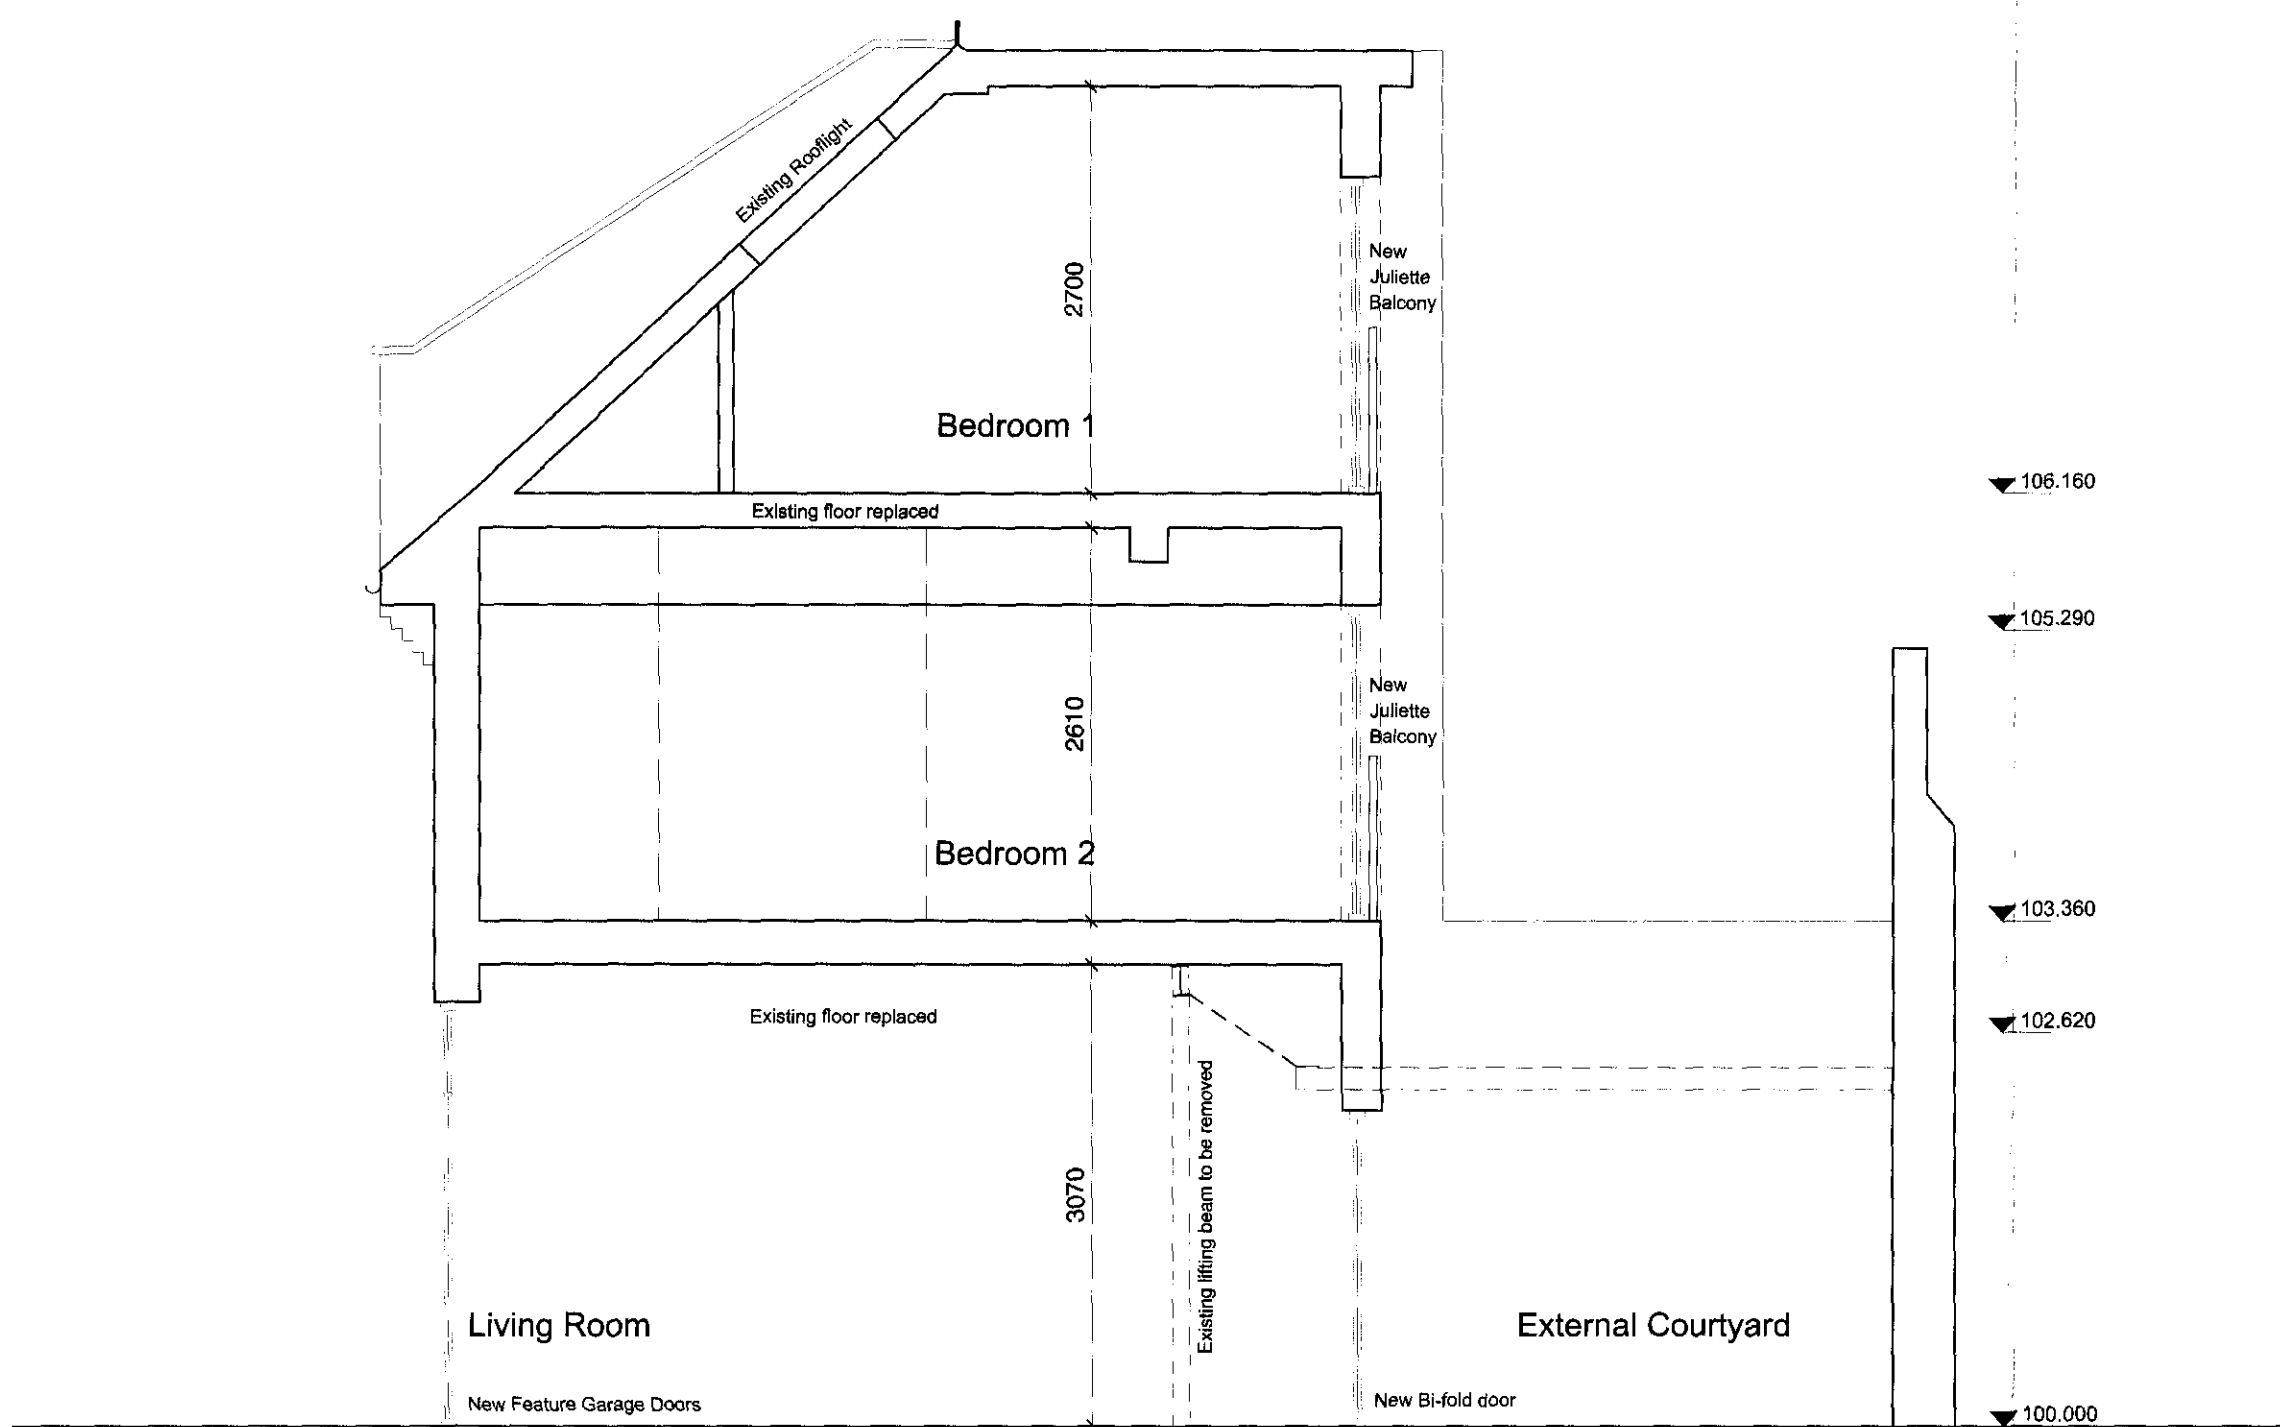 Existing Rooflight
New
Juliette
Balcony
2700
Bedroom 1
106.160
Existing floor replaced
105.290
New
Juliette
Balcony
2610
Bedroom 2
103.360
Existing floor replaced
102.620
Existing lifting beam to be removed
3070
Living Room
External Courtyard
New Feature Garage Doors
New Bi-fold door
100.000